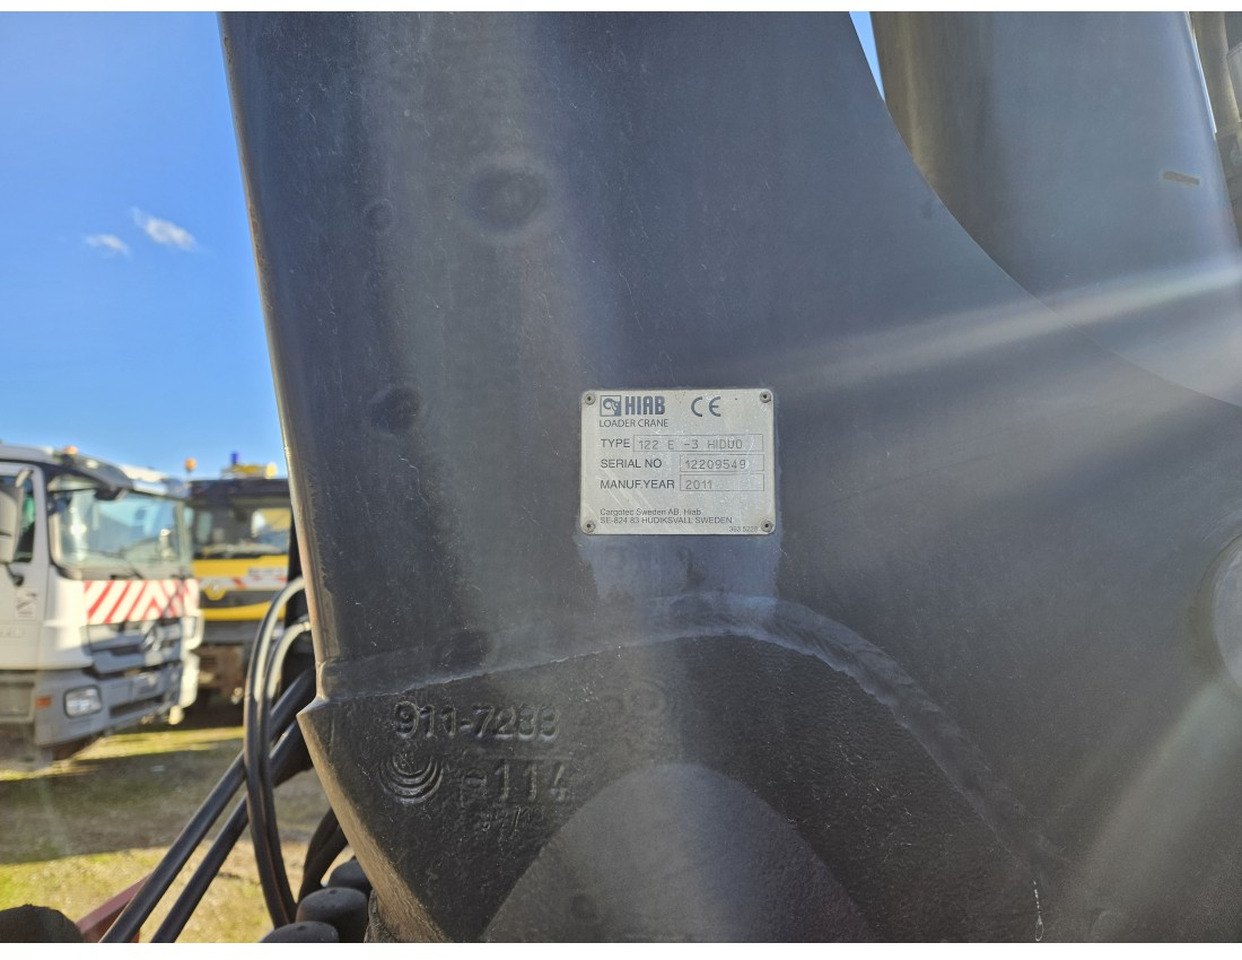 HIAB CE
LOADER CRANE
TYPE 122 E -3 HIDUO
SERIAL NO 12209549
MANUF.YEAR 2011
Cargotec Sweden AB, Hiab
SE-824 83 HUDIKSVALL SWEDEN
911-7233
-1T4